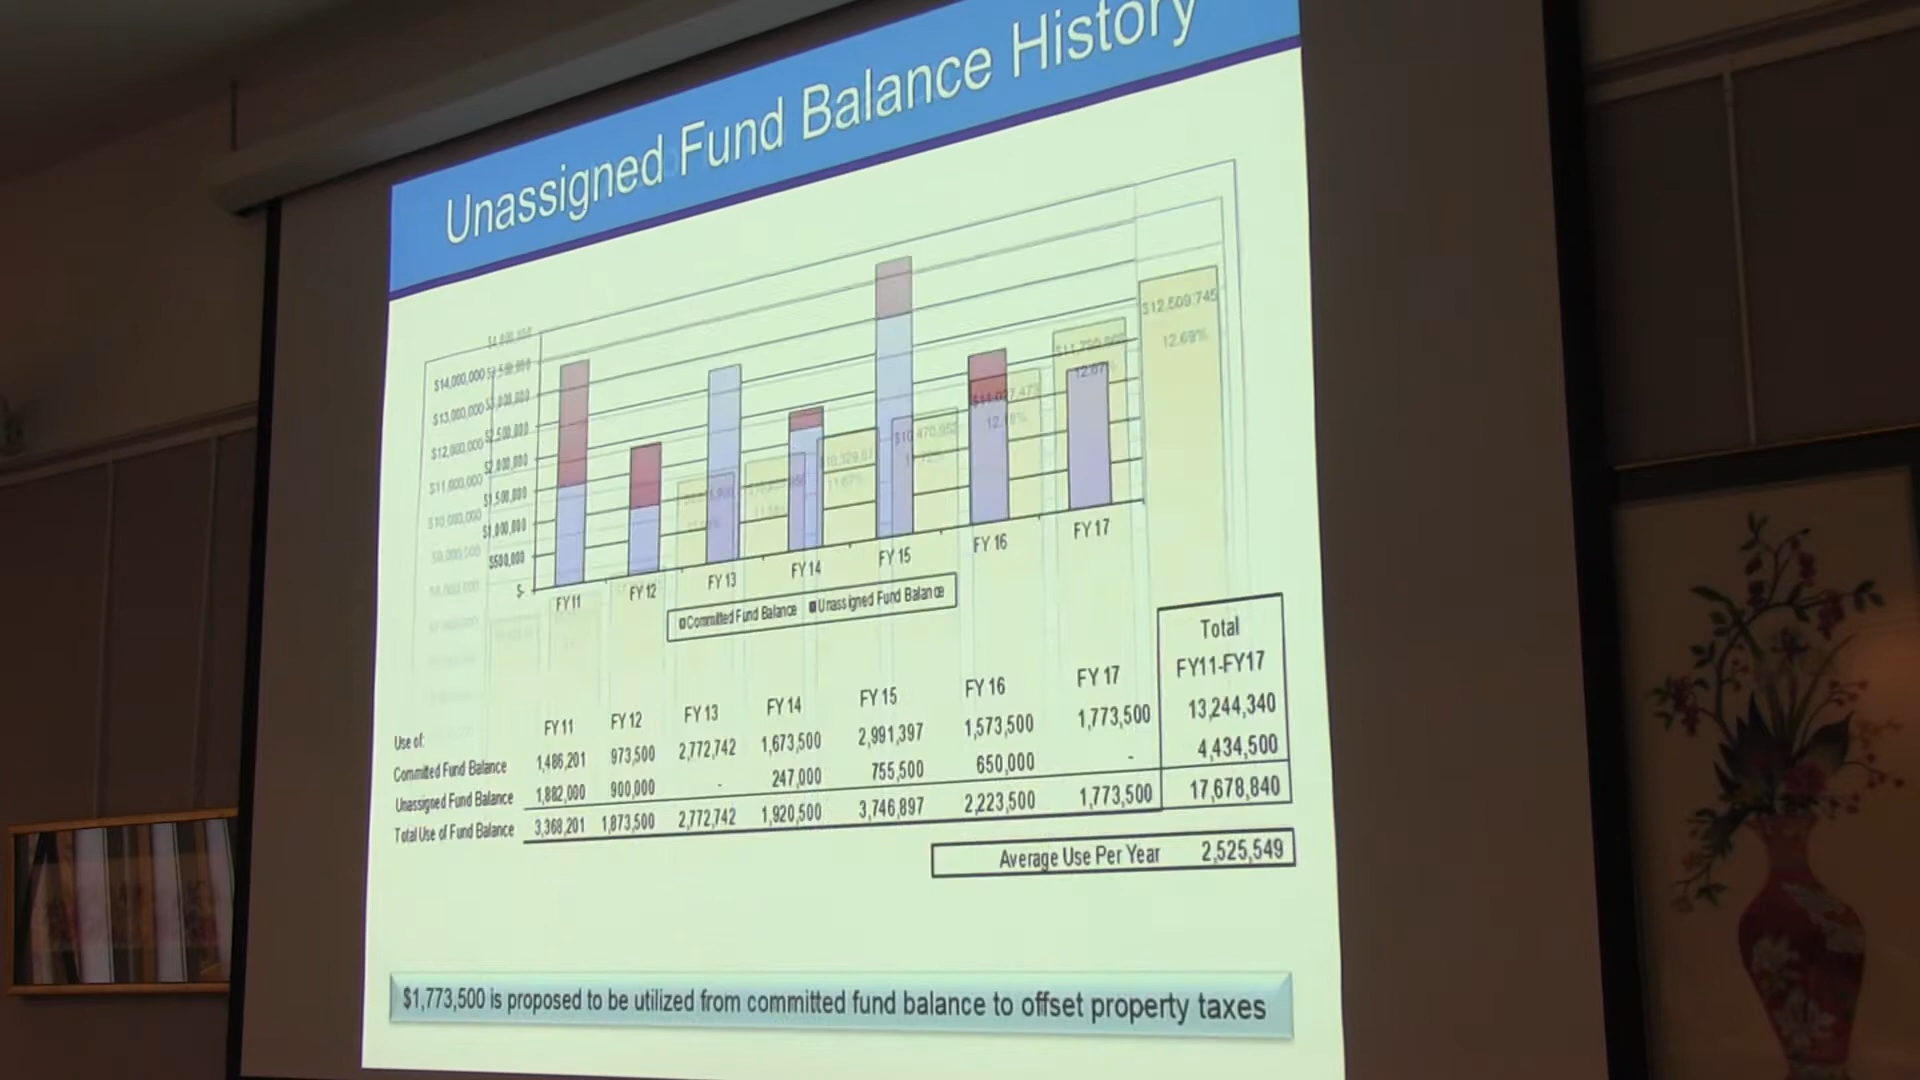 Unassigned Fund Balance History
$14,000,000
$13,000,000
$12,000,000
$11,000,000
$10,000,000
$2,500,000
$2,000,000
$1,500,000
$1,000,000
$500,000
$-
$12,509,745
12.69%
12.07%
FY 11
FY 12
FY 13
FY 14
FY 15
FY 16
FY 17
Committed Fund Balance Unassigned Fund Balance
Total
FY11-FY17
FY 11 FY 12 FY 13 FY 14 FY 15 FY 16 FY 17
Use of:
Committed Fund Balance 1,486,201 973,500 2,772,742 1,673,500 2,991,397 1,573,500 1,773,500 13,244,340
Unassigned Fund Balance 1,882,000 900,000 - 247,000 755,500 650,000 - 4,434,500
Total Use of Fund Balance 3,368,201 1,873,500 2,772,742 1,920,500 3,746,897 2,223,500 1,773,500 17,678,840
Average Use Per Year 2,525,549
$1,773,500 is proposed to be utilized from committed fund balance to offset property taxes